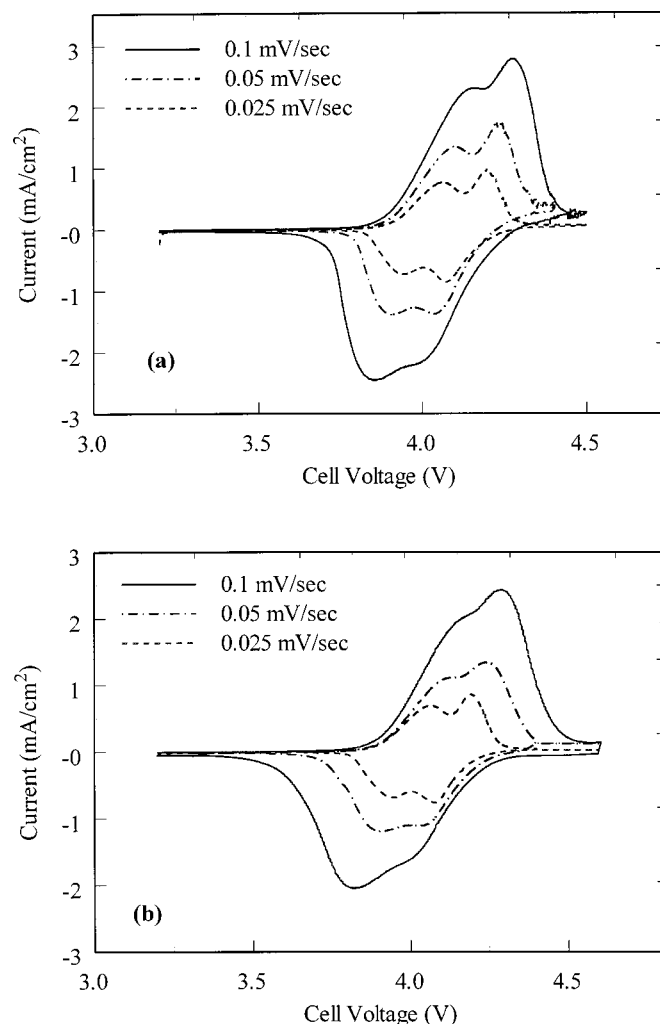 3
0.1 mV/sec
2
0.05 mV/sec
0.025 mV/sec
1
Current (mA/cm²)
-0
-1
-2
(a)
-3
3.0 3.5 4.0 4.5
Cell Voltage (V)
3
0.1 mV/sec
2
0.05 mV/sec
0.025 mV/sec
1
Current (mA/cm²)
-0
-1
-2
(b)
-3
3.0 3.5 4.0 4.5
Cell Voltage (V)